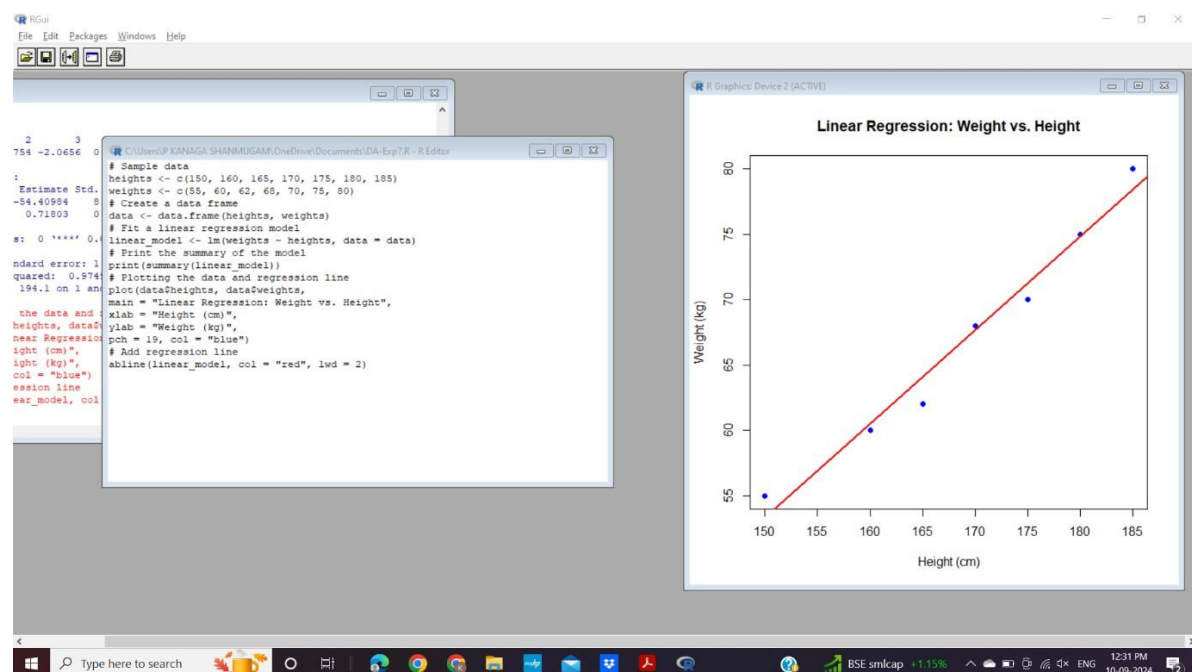 RGui
File Edit Packages Windows Help
2 3
754 -2.0656 0
:
Estimate Std.
-54.40984 8
0.71803 0
s: 0 '***' 0.0
ndard error: 1
quared: 0.974
194.1 on 1 an
the data and
heights, data$
near Regressio
ight (cm)",
ight (kg)",
col = "blue")
ession line
ear_model, col
C:\Users\P KANAGA SHANMUGAM\OneDrive\Documents\DA-Exp7.R - R Editor
# Sample data
heights <- c(150, 160, 165, 170, 175, 180, 185)
weights <- c(55, 60, 62, 68, 70, 75, 80)
# Create a data frame
data <- data.frame(heights, weights)
# Fit a linear regression model
linear_model <- lm(weights ~ heights, data = data)
# Print the summary of the model
print(summary(linear_model))
# Plotting the data and regression line
plot(data$heights, data$weights,
main = "Linear Regression: Weight vs. Height",
xlab = "Height (cm)",
ylab = "Weight (kg)",
pch = 19, col = "blue")
# Add regression line
abline(linear_model, col = "red", lwd = 2)
R Graphics: Device 2 (ACTIVE)
Linear Regression: Weight vs. Height
Weight (kg)
80
75
70
65
60
55
150 155 160 165 170 175 180 185
Height (cm)
Type here to search
BSE smlcap +1.15%
ENG
12:31 PM
10-09-2024